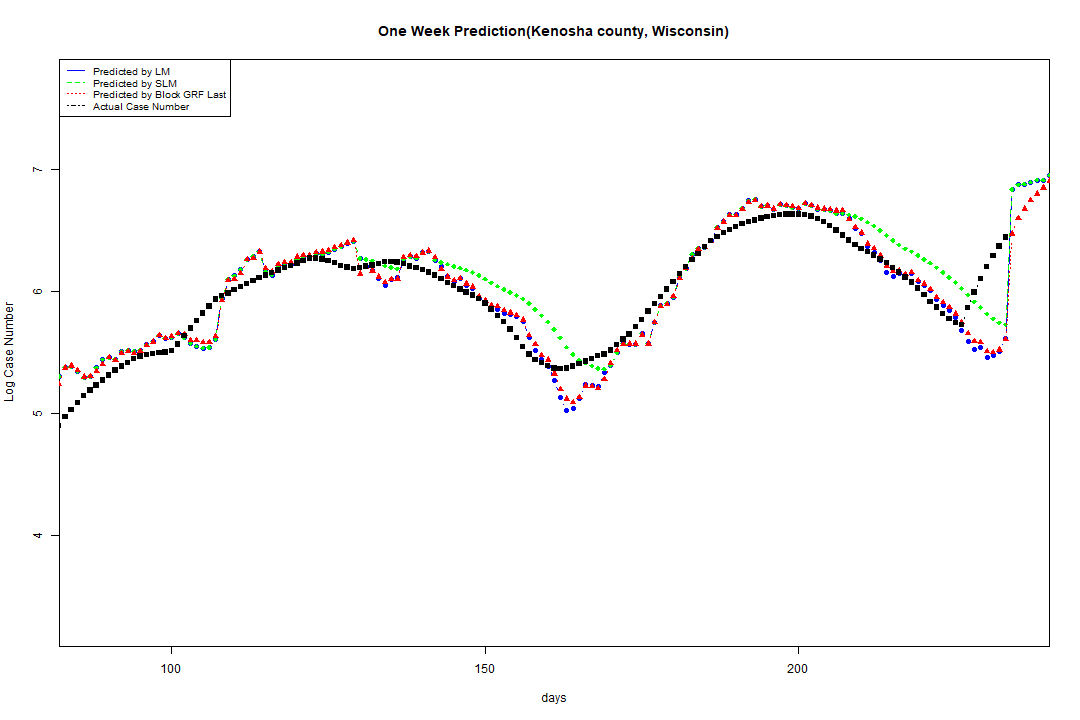 One Week Prediction(Kenosha county, Wisconsin)
Predicted by LM
Predicted by SLM
Predicted by Block GRF Last
Actual Case Number
7
6
5
4
Log Case Number
100 150 200
days